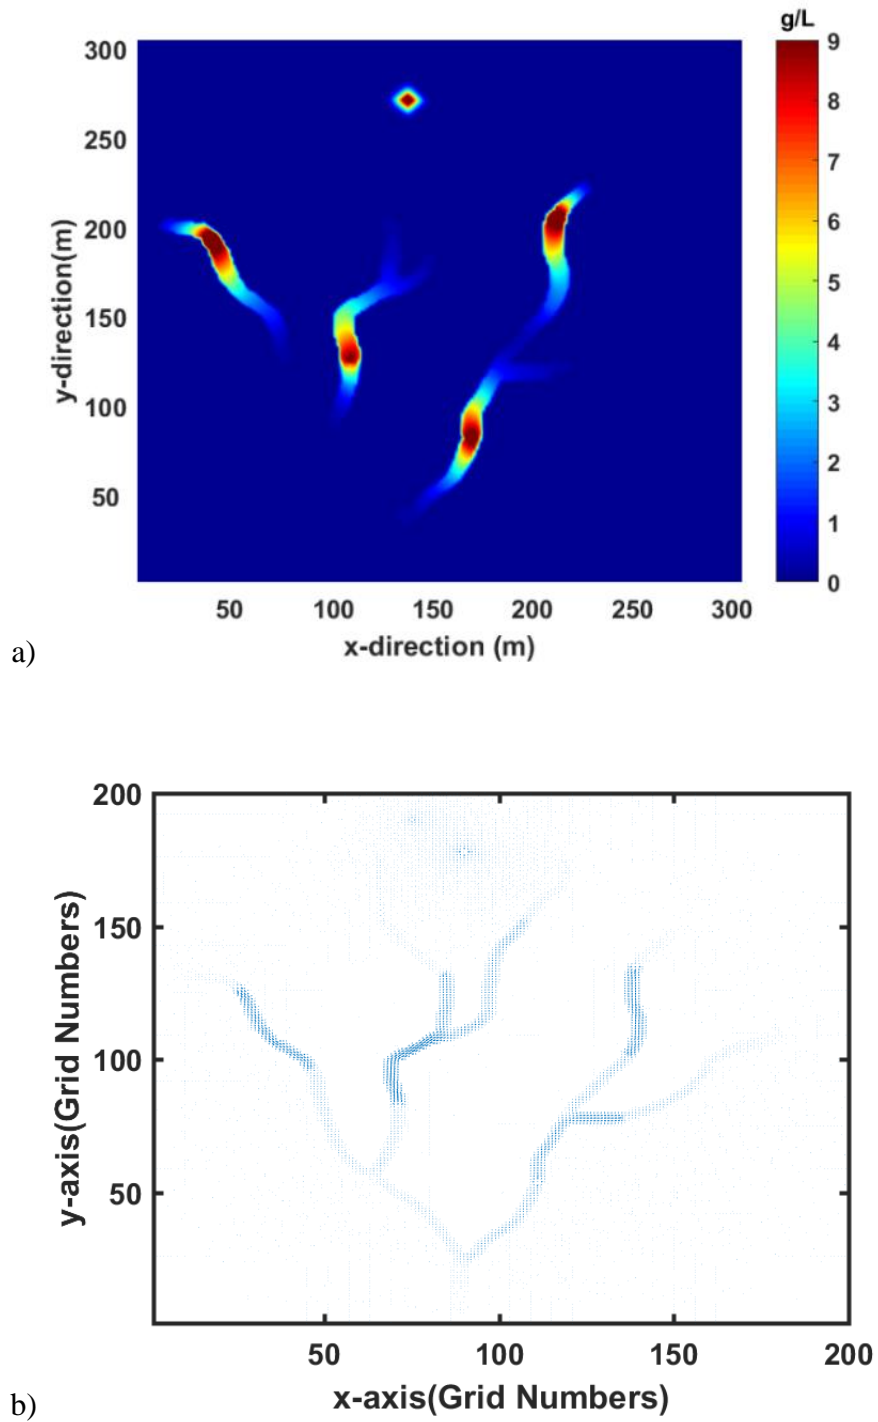 g/L
300
250
200
150
100
50
y-direction(m)
9
8
7
6
5
4
3
2
1
0
50 100 150 200 250 300
x-direction (m)
a)
200
150
100
50
y-axis(Grid Numbers)
50 100 150 200
x-axis(Grid Numbers)
b)